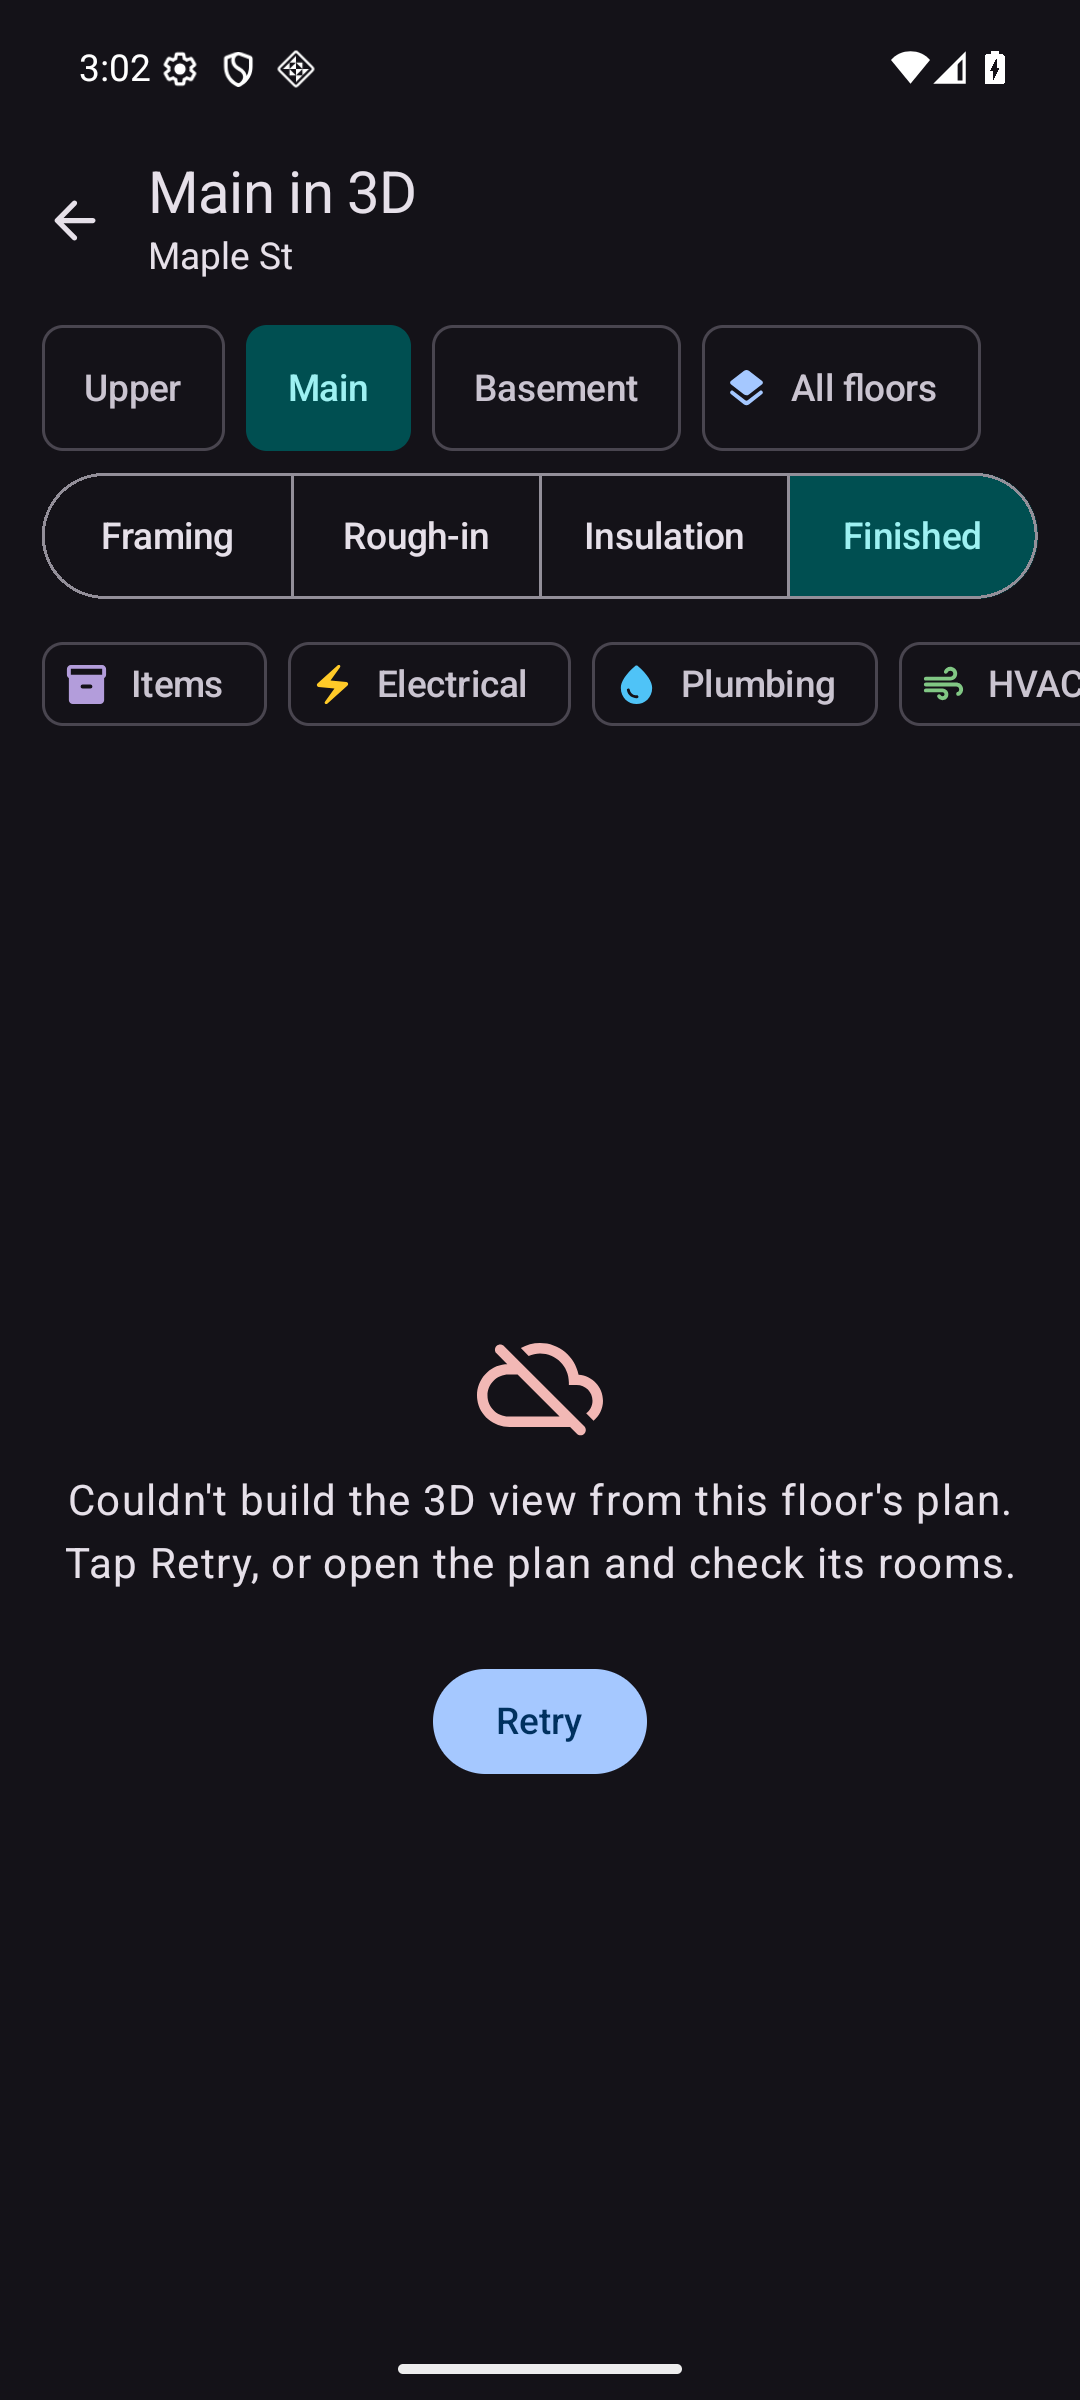 3:02
Main in 3D
Maple St
Upper Main Basement All floors
Framing Rough-in Insulation Finished
Items Electrical Plumbing HVAC
Couldn't build the 3D view from this floor's plan.
Tap Retry, or open the plan and check its rooms.
Retry